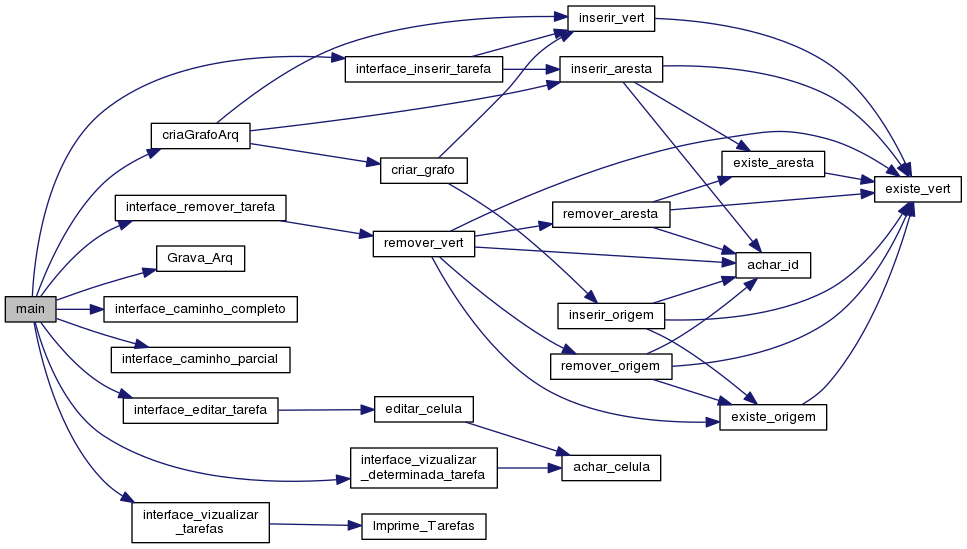 inserir_vert
interface_inserir_tarefa
inserir_aresta
criaGrafoArq
existe_aresta
criar_grafo
existe_vert
interface_remover_tarefa
remover_aresta
remover_vert
Grava_Arq
achar_id
main
interface_caminho_completo
inserir_origem
interface_caminho_parcial
remover_origem
interface_editar_tarefa
editar_celula
existe_origem
interface_vizualizar
_determinada_tarefa
achar_celula
interface_vizualizar
_tarefas
Imprime_Tarefas